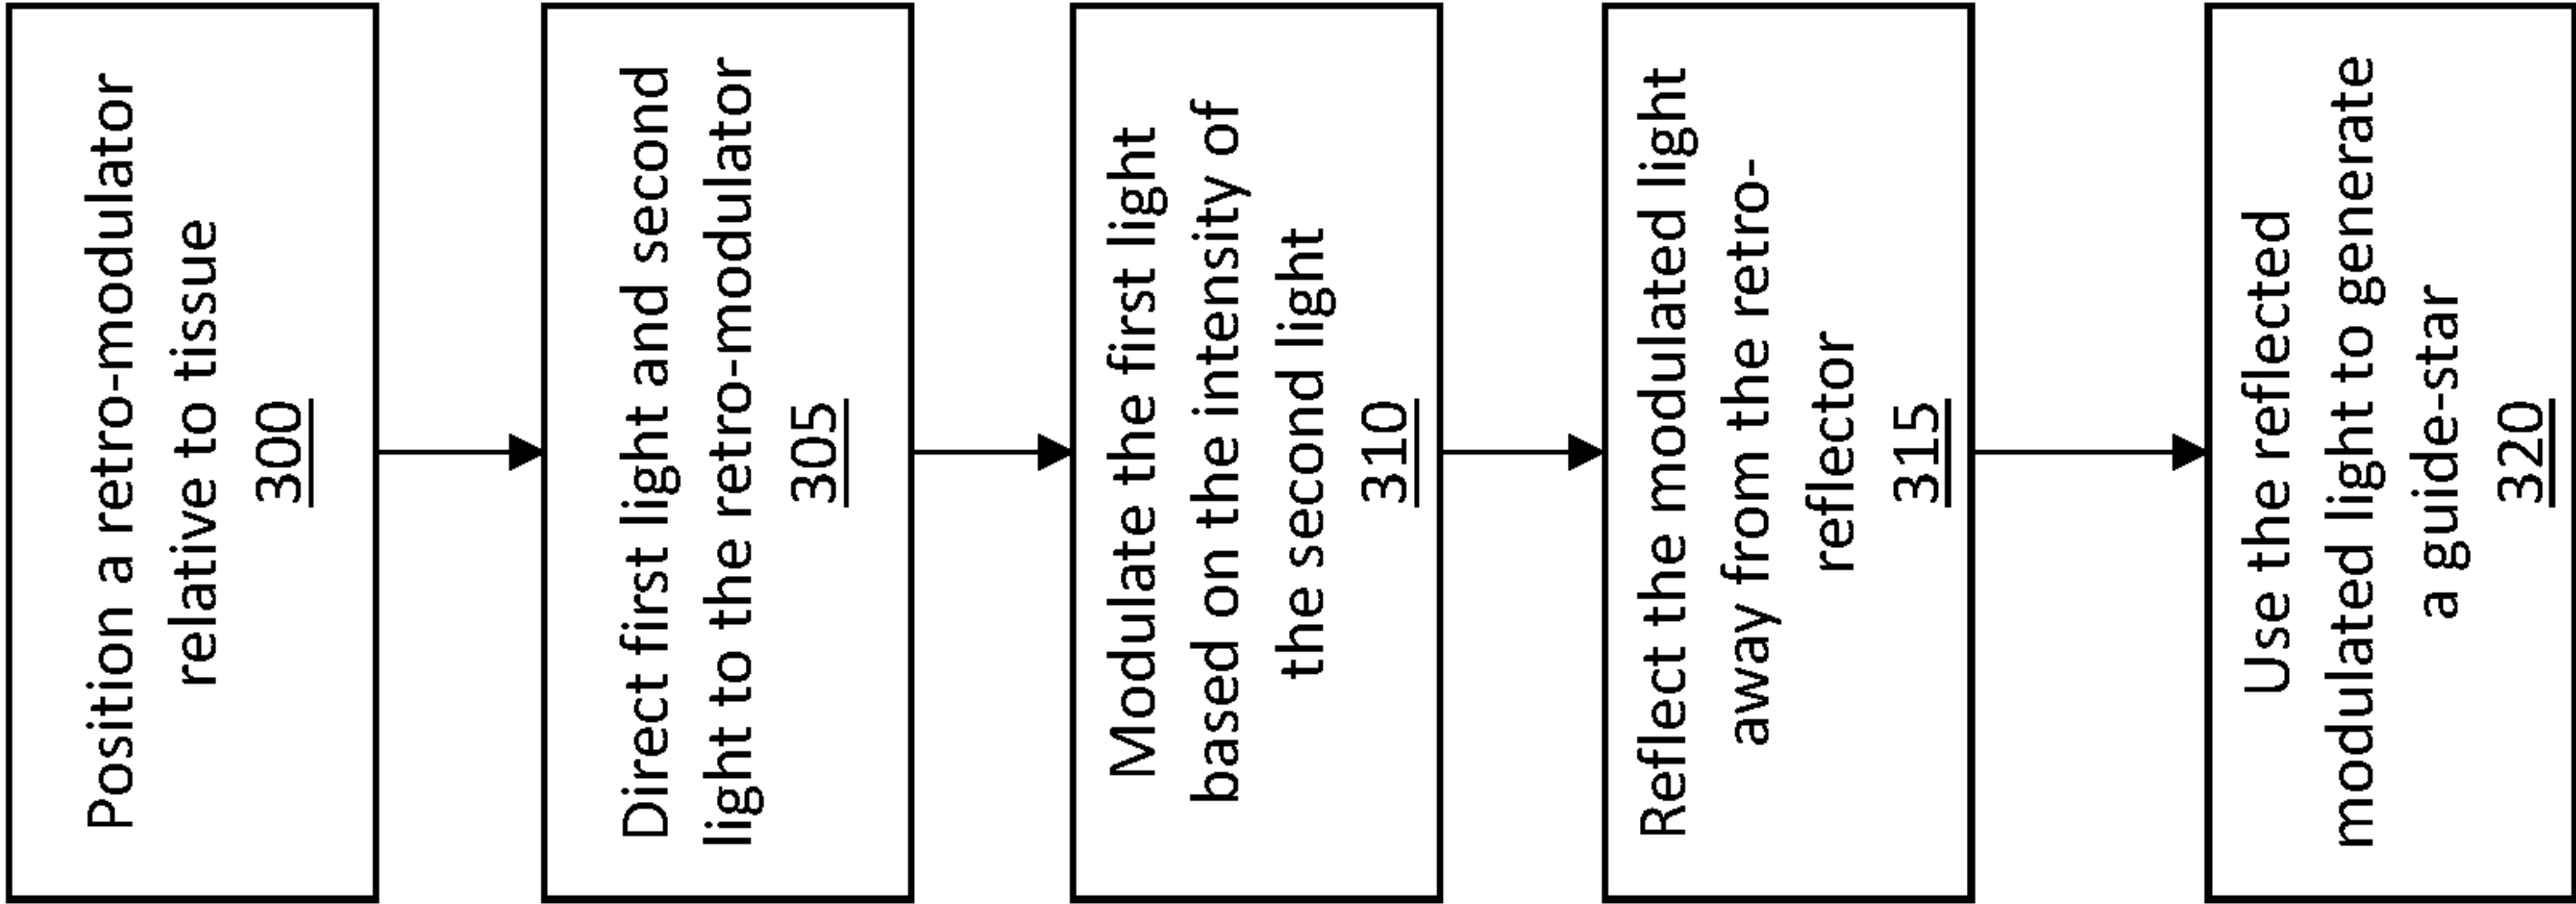 Position a retro-modulator
relative to tissue
300
Direct first light and second
light to the retro-modulator
305
Modulate the first light
based on the intensity of
the second light
310
Reflect the modulated light
away from the retro-
reflector
315
Use the reflected
modulated light to generate
a guide-star
320